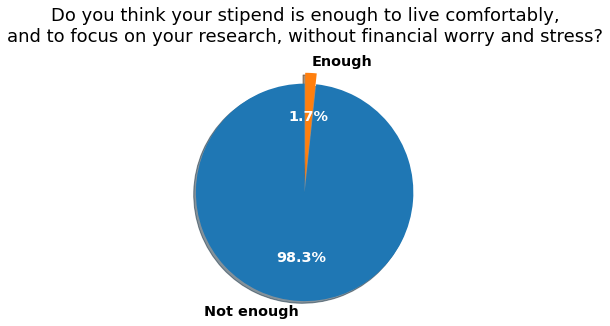 Do you think your stipend is enough to live comfortably,
and to focus on your research, without financial worry and stress?
Enough
1.7%
98.3%
Not enough